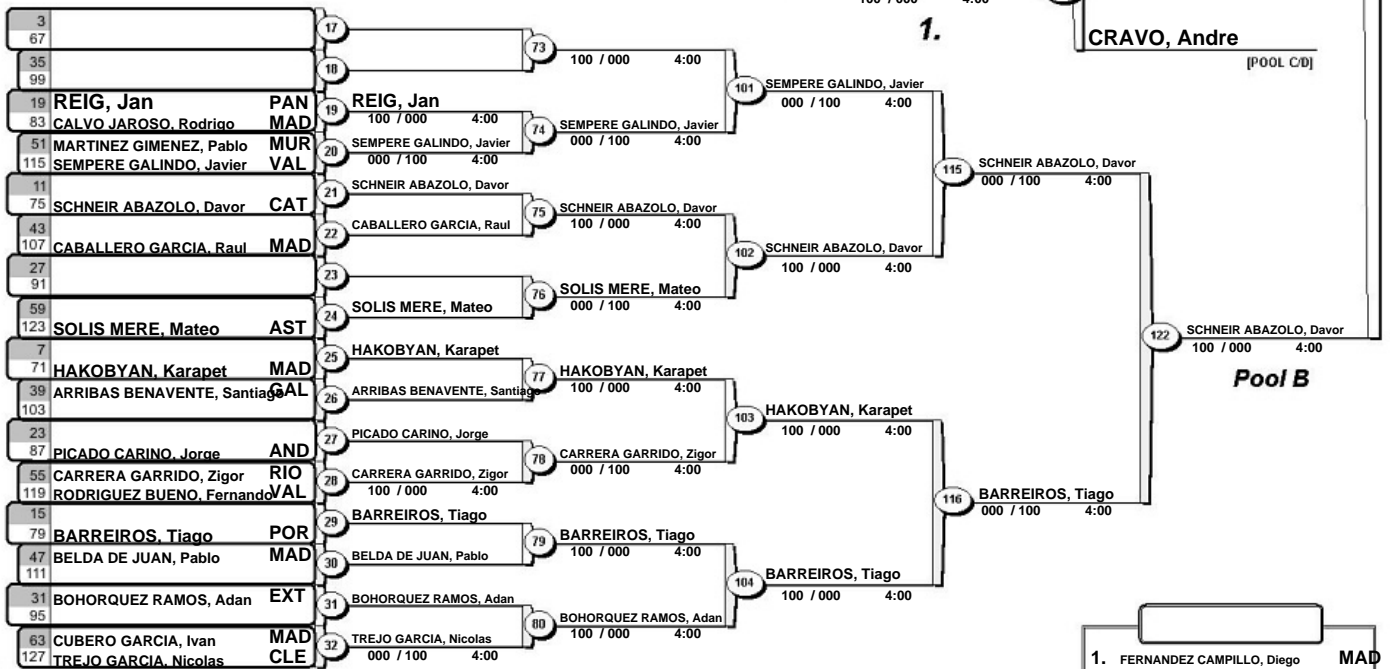 100 / 000 4:00
1.
CRAVO, Andre
[POOL C/D]
3
67
35
99
19 REIG, Jan PAN
83 CALVO JAROSO, Rodrigo MAD
51 MARTINEZ GIMENEZ, Pablo MUR
115 SEMPERE GALINDO, Javier VAL
11
75 SCHNEIR ABAZOLO, Davor CAT
43
107 CABALLERO GARCIA, Raul MAD
27
91
59
123 SOLIS MERE, Mateo AST
7
71 HAKOBYAN, Karapet MAD
39 ARRIBAS BENAVENTE, Santiago GAL
103
23
87 PICADO CARINO, Jorge AND
55 CARRERA GARRIDO, Zigor RIO
119 RODRIGUEZ BUENO, Fernando VAL
15
79 BARREIROS, Tiago POR
47 BELDA DE JUAN, Pablo MAD
111
31 BOHORQUEZ RAMOS, Adan EXT
95
63 CUBERO GARCIA, Ivan MAD
127 TREJO GARCIA, Nicolas CLE
17
18
19 REIG, Jan
100 / 000 4:00
20 SEMPERE GALINDO, Javier
000 / 100 4:00
21 SCHNEIR ABAZOLO, Davor
22 CABALLERO GARCIA, Raul
23
24 SOLIS MERE, Mateo
25 HAKOBYAN, Karapet
26 ARRIBAS BENAVENTE, Santiago
27 PICADO CARINO, Jorge
28 CARRERA GARRIDO, Zigor
100 / 000 4:00
29 BARREIROS, Tiago
30 BELDA DE JUAN, Pablo
31 BOHORQUEZ RAMOS, Adan
32 TREJO GARCIA, Nicolas
000 / 100 4:00
73
100 / 000 4:00
74 SEMPERE GALINDO, Javier
000 / 100 4:00
75 SCHNEIR ABAZOLO, Davor
100 / 000 4:00
76 SOLIS MERE, Mateo
000 / 100 4:00
77 HAKOBYAN, Karapet
100 / 000 4:00
78 CARRERA GARRIDO, Zigor
000 / 100 4:00
79 BARREIROS, Tiago
100 / 000 4:00
80 BOHORQUEZ RAMOS, Adan
100 / 000 4:00
101 SEMPERE GALINDO, Javier
000 / 100 4:00
102 SCHNEIR ABAZOLO, Davor
100 / 000 4:00
103 HAKOBYAN, Karapet
100 / 000 4:00
104 BARREIROS, Tiago
100 / 000 4:00
115 SCHNEIR ABAZOLO, Davor
000 / 100 4:00
116 BARREIROS, Tiago
000 / 100 4:00
122 SCHNEIR ABAZOLO, Davor
100 / 000 4:00
Pool B
1. FERNANDEZ CAMPILLO, Diego MAD